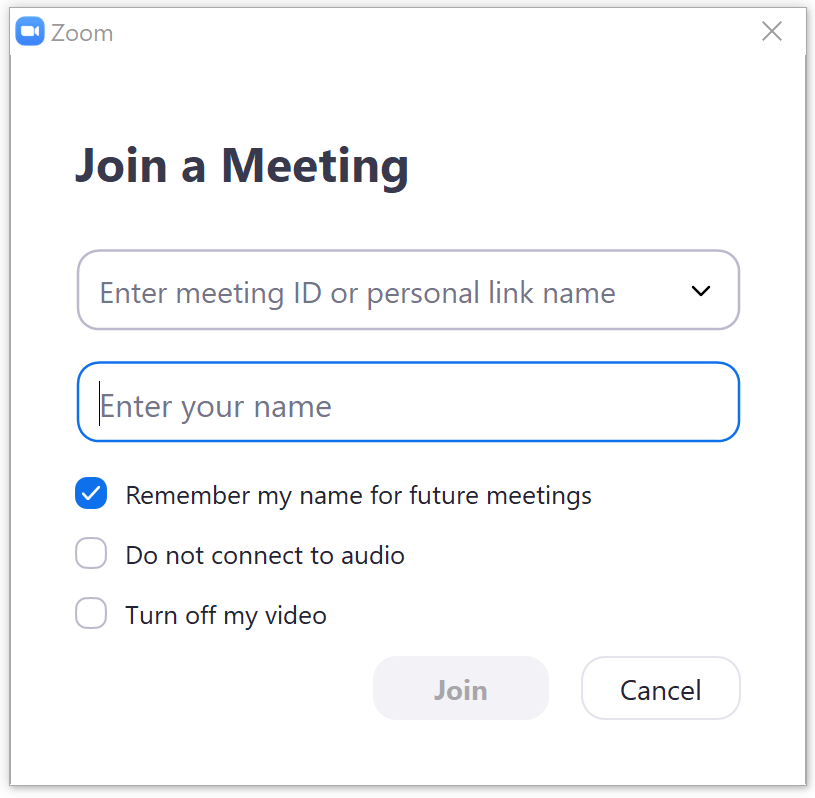 Zoom
Join a Meeting
Enter meeting ID or personal link name
Enter your name
Remember my name for future meetings
Do not connect to audio
Turn off my video
Join
Cancel